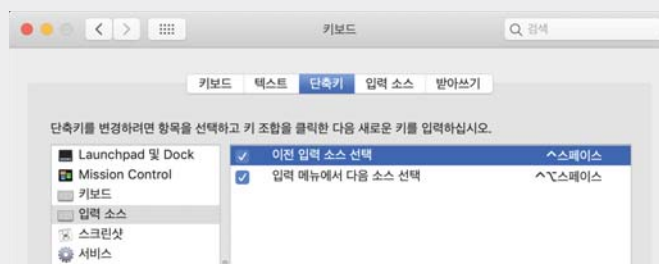 키보드
검색
키보드 텍스트 단축키 입력 소스 받아쓰기
단축키를 변경하려면 항목을 선택하고 키 조합을 클릭한 다음 새로운 키를 입력하십시오.
Launchpad 및 Dock
Mission Control
키보드
입력 소스
스크린샷
서비스
이전 입력 소스 선택 ^스페이스
입력 메뉴에서 다음 소스 선택 ^⌥스페이스